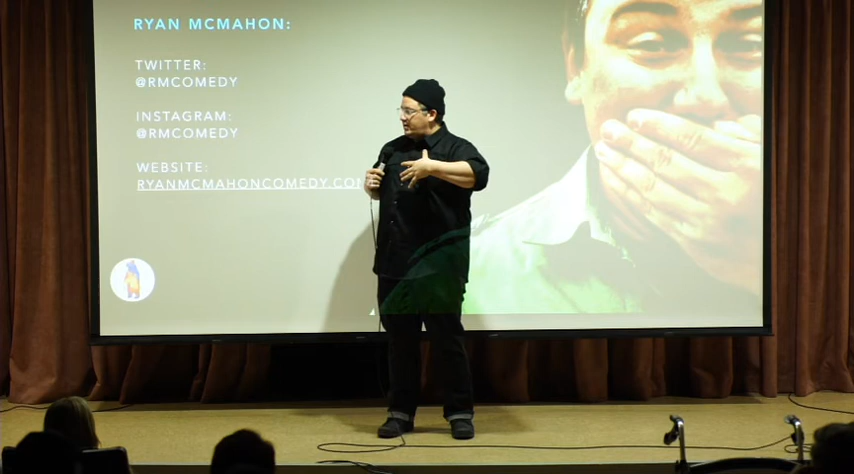 RYAN MCMAHON:
TWITTER:
@RMCOMEDY
INSTAGRAM:
@RMCOMEDY
WEBSITE:
RYANMCMAHONCOMEDY.COM